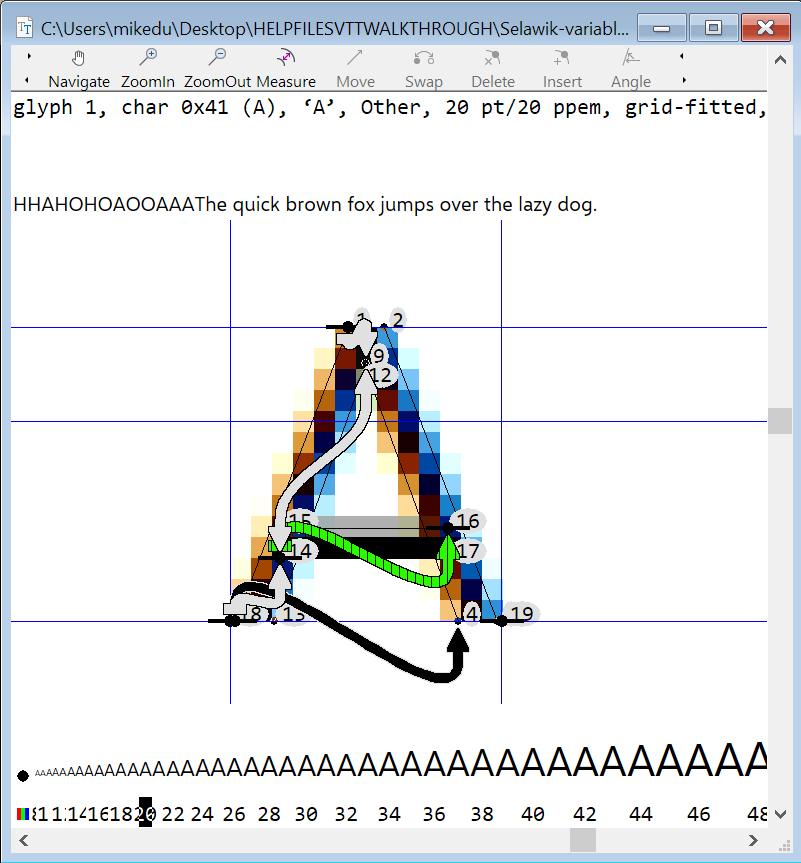 C:\Users\mikedu\Desktop\HELPFILESVTTWALKTHROUGH\Selawik-variabl...
Navigate ZoomIn ZoomOut Measure Move Swap Delete Insert Angle
glyph 1, char 0x41 (A), ‘A’, Other, 20 pt/20 ppem, grid-fitted,
HHAHOHOAOOAAAThe quick brown fox jumps over the lazy dog.
1 2
9
12
15 16
14 17
8 13 4 19
AAAAAAAAAAAAAAAAAAAAAAAAAAAAAA
8 11 12 14 16 18 20 22 24 26 28 30 32 34 36 38 40 42 44 46 48